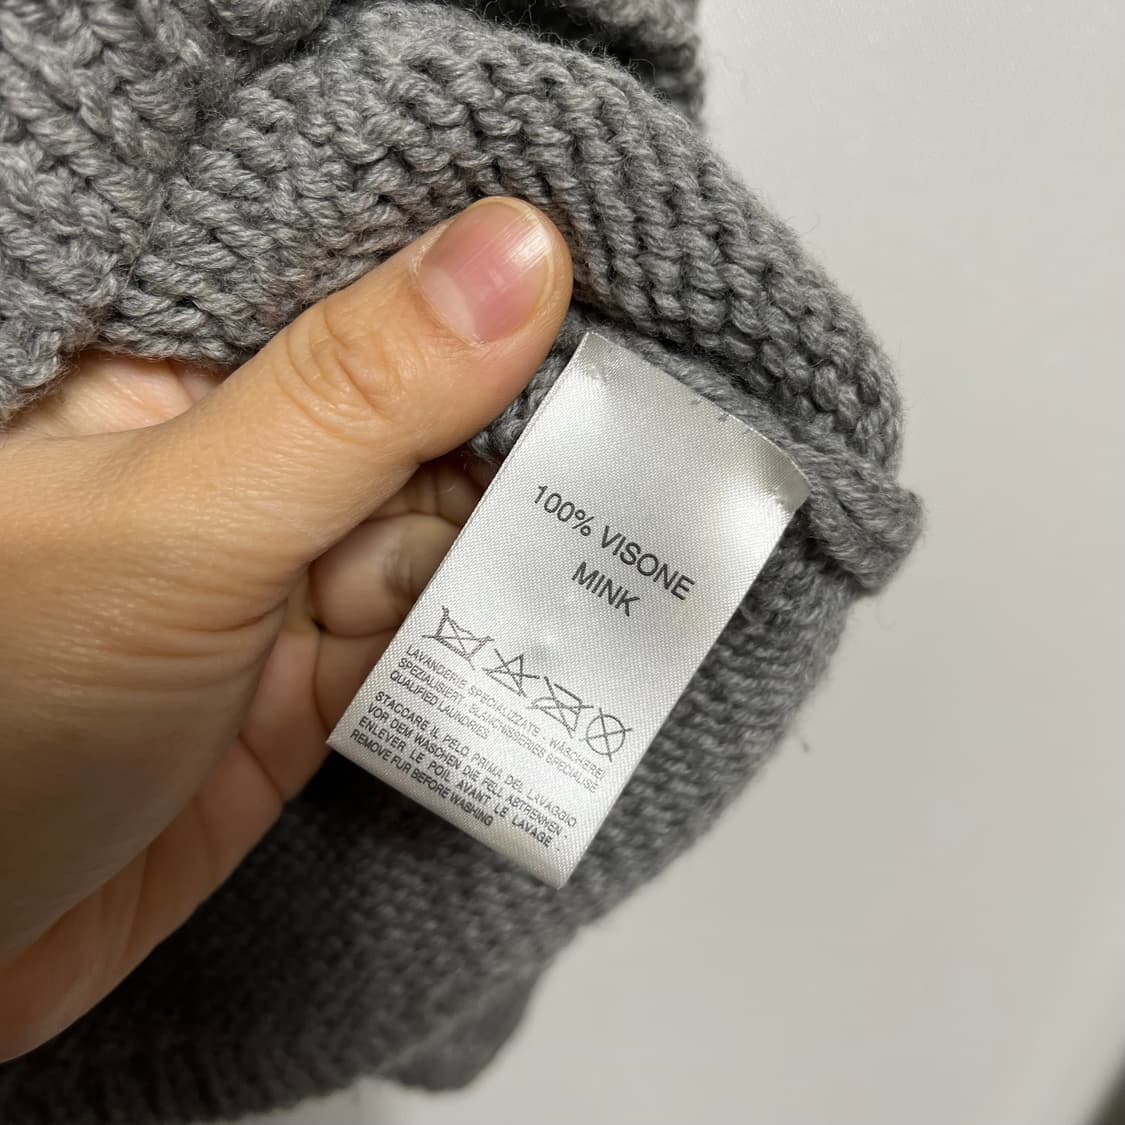 100% VISONE
MINK
LAVANDERIE SPECIALIZZATE - WÄSCHEREI
SPEZIALISIERT, BLANCHISSERIES SPECIALISÉ
QUALIFIED LAUNDRIES
STACCARE IL PELO PRIMA DEL LAVAGGIO
VOR DEM WASCHEN DIE FELL ABTRENNEN -
ENLEVER LE POIL AVANT LE LAVAGE
REMOVE FUR BEFORE WASHING